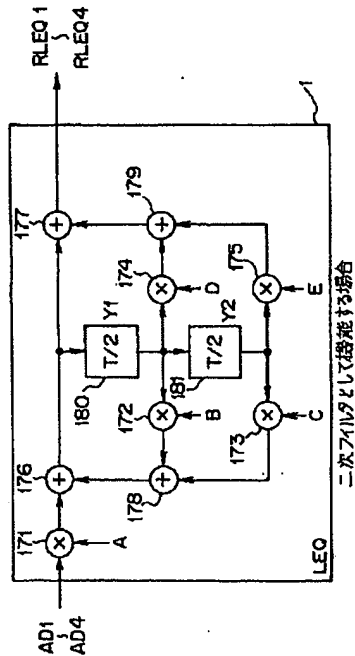 RLEQ1
∫
RLEQ4
1
177
179
174
175
+
+
×
D
×
E
Y1
Y2
T/2
T/2
180
181
172
×
B
173
×
C
176
+
178
+
171
×
A
LEQ
AD1
∫
AD4
二次フィルタとして機能する場合